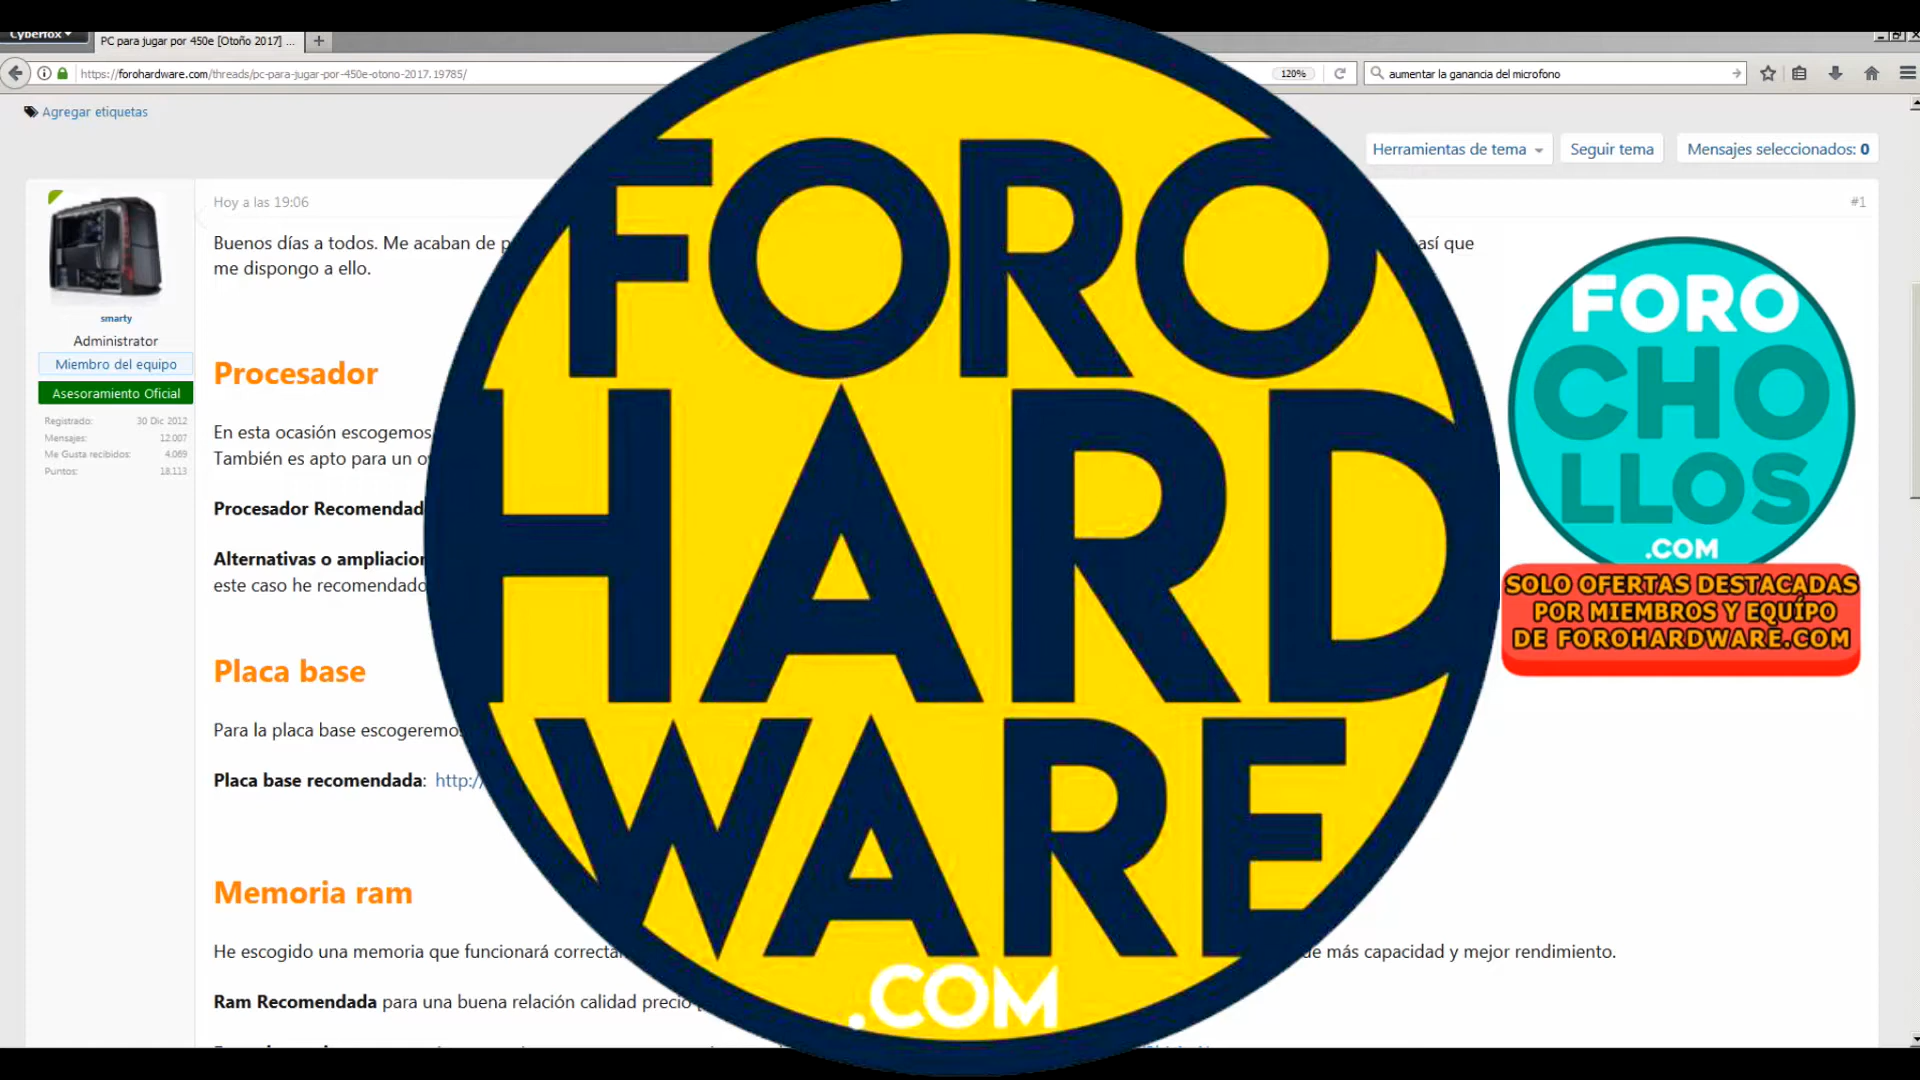 Cyberfox
PC para jugar por 450e [Otoño 2017] ...
https://forohardware.com/threads/pc-para-jugar-por-450e-otono-2017.19785/
120%
aumentar la ganancia del microfono
Agregar etiquetas
Herramientas de tema
Seguir tema
Mensajes seleccionados: 0
smarty
Administrator
Miembro del equipo
Asesoramiento Oficial
Registrado: 30 Dic 2012
Mensajes: 12.007
Me Gusta recibidos: 4.069
Puntos: 18.113
Hoy a las 19:06
#1
Buenos días a todos. Me acaban de
así que
me dispongo a ello.
Procesador
En esta ocasión escogemos
También es apto para un
Procesador
Alternativas o
este caso he recomendado
Placa base
Para la placa base
Placa base recomendada: http:/
Memoria ram
He escogido una memoria que funcionará
de más capacidad y mejor rendimiento.
Ram Recomendada para una buena relación calidad precio
FORO
HARD
WARE
.COM
FORO
CHO
LLOS
.COM
SOLO OFERTAS DESTACADAS
POR MIEMBROS Y EQUÍPO
DE FOROHARDWARE.COM